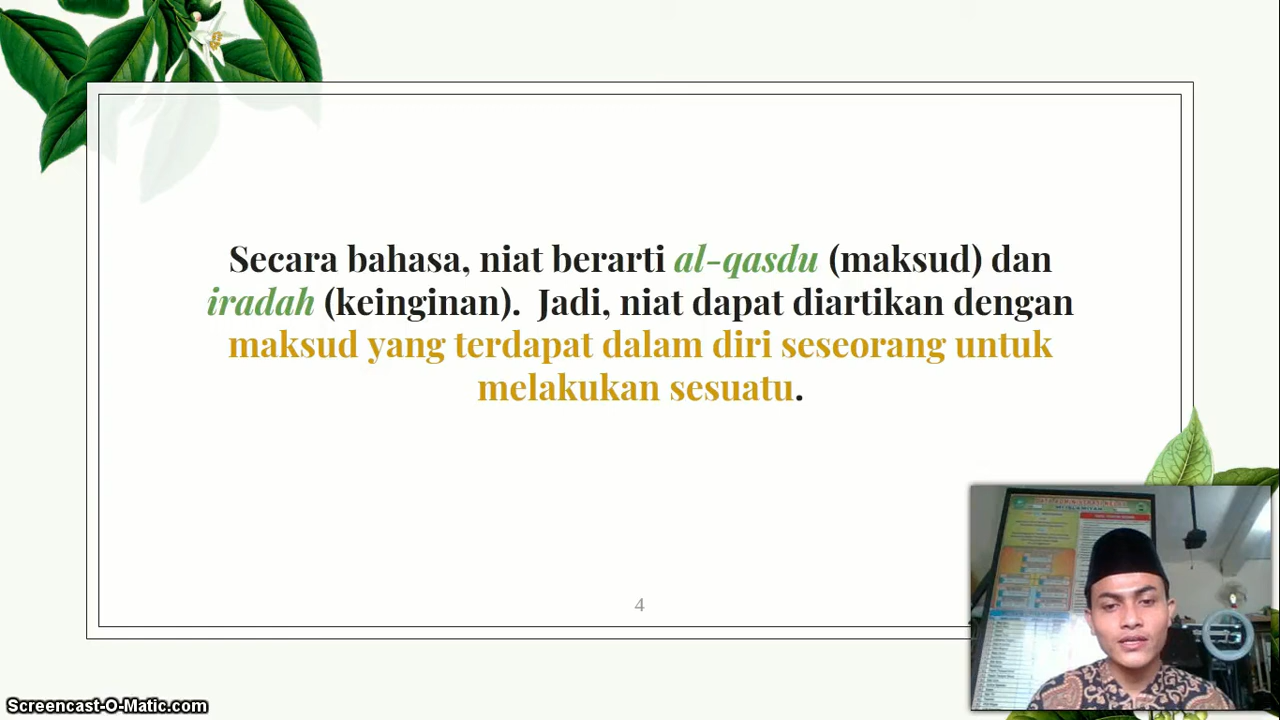 Secara bahasa, niat berarti al-qasdu (maksud) dan
iradah (keinginan).  Jadi, niat dapat diartikan dengan
maksud yang terdapat dalam diri seseorang untuk
melakukan sesuatu.
4
Screencast-O-Matic.com